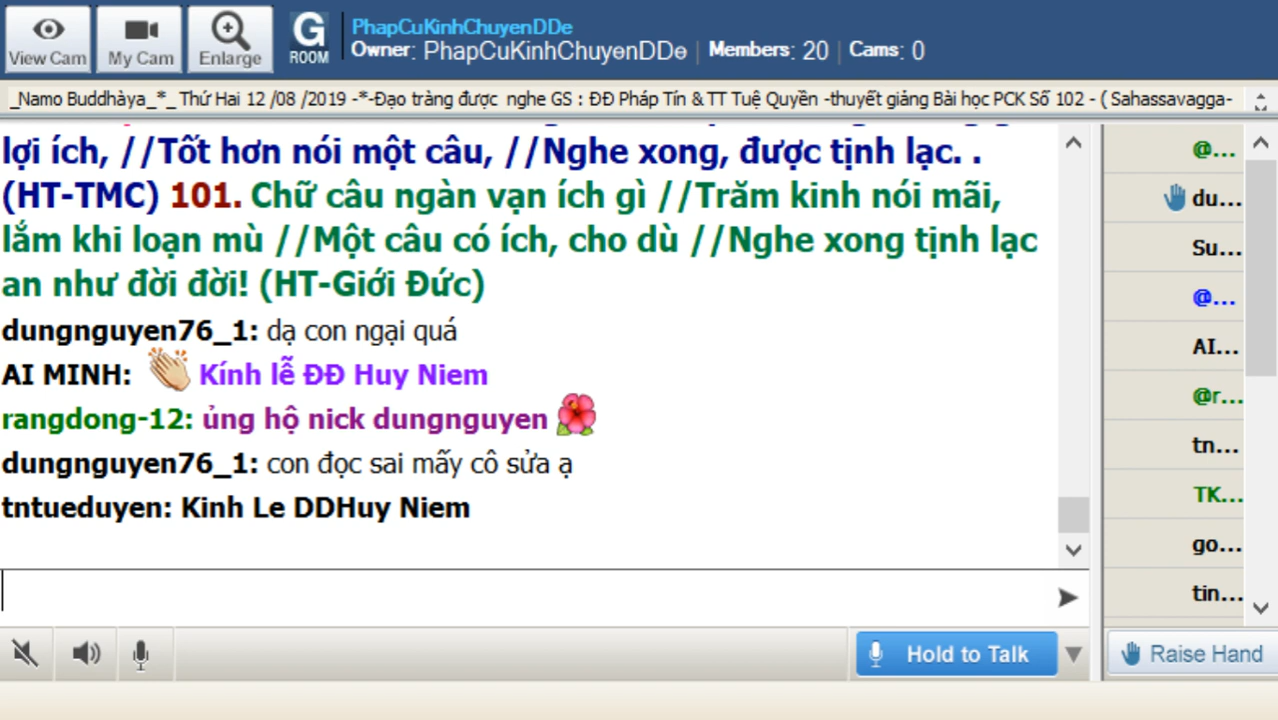 View Cam
My Cam
Enlarge
G
ROOM
PhapCuKinhChuyenDDe
Owner: PhapCuKinhChuyenDDe | Members: 20 | Cams: 0
_Namo Buddhàya_*_ Thứ Hai 12 /08 /2019 -*-Đạo tràng được nghe GS : ĐĐ Pháp Tín & TT Tuệ Quyền -thuyết giảng Bài học PCK Số 102 - ( Sahassavagga-
lợi ích, //Tốt hơn nói một câu, //Nghe xong, được tịnh lạc. .
(HT-TMC) 101. Chữ câu ngàn vạn ích gì //Trăm kinh nói mãi,
lắm khi loạn mù //Một câu có ích, cho dù //Nghe xong tịnh lạc
an như đời đời! (HT-Giới Đức)
dungnguyen76_1: dạ con ngại quá
AI MINH: Kính lễ ĐĐ Huy Niem
rangdong-12: ủng hộ nick dungnguyen
dungnguyen76_1: con đọc sai mấy cô sửa ạ
tntueduyen: Kinh Le DDHuy Niem
@...
du...
Su...
@...
AI...
@r...
tn...
TK...
go...
tin...
Hold to Talk
Raise Hand